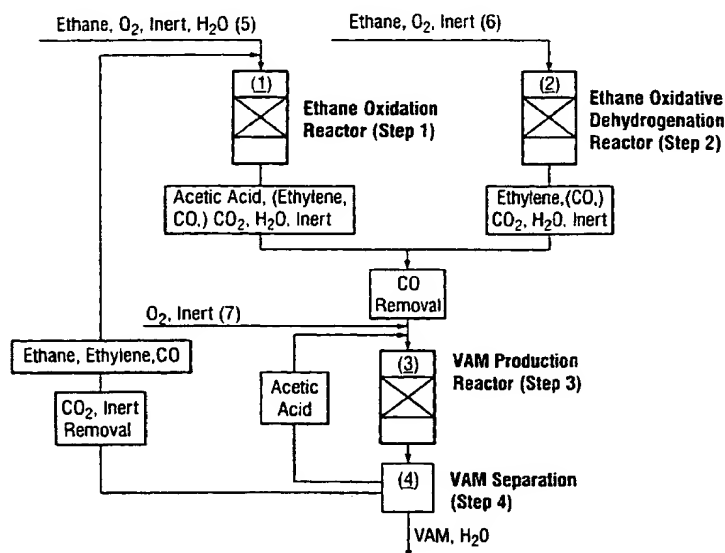 Ethane, O₂, Inert, H₂O (5)
Ethane, O₂, Inert (6)
(1)
Ethane Oxidation
Reactor (Step 1)
(2)
Ethane Oxidative
Dehydrogenation
Reactor (Step 2)
Acetic Acid, (Ethylene,
CO,) CO₂, H₂O, Inert
Ethylene,(CO,)
CO₂, H₂O, Inert
CO
Removal
O₂, Inert (7)
Ethane, Ethylene,CO
CO₂, Inert
Removal
Acetic
Acid
(3)
VAM Production
Reactor (Step 3)
(4)
VAM Separation
(Step 4)
VAM, H₂O